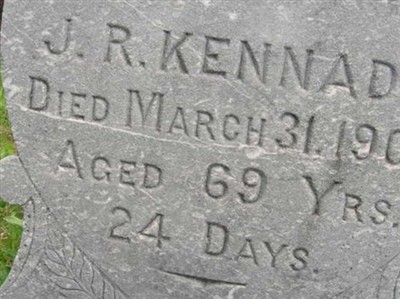 J. R. KENNAD
DIED MARCH 31. 190
AGED 69 YRS.
24 DAYS.